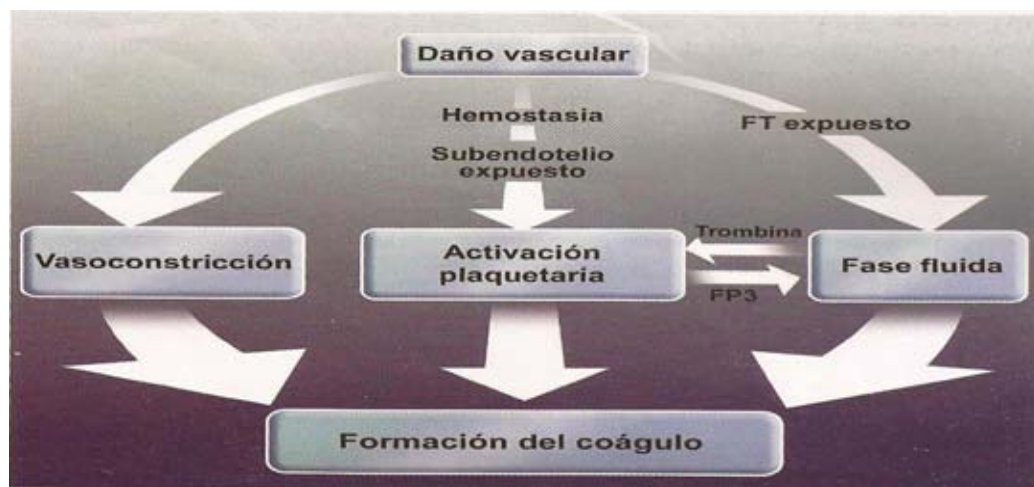 Daño vascular
Hemostasia
FT expuesto
Subendotelio
expuesto
Vasoconstricción
Activación
plaquetaria
Trombina
FP3
Fase fluida
Formación del coágulo